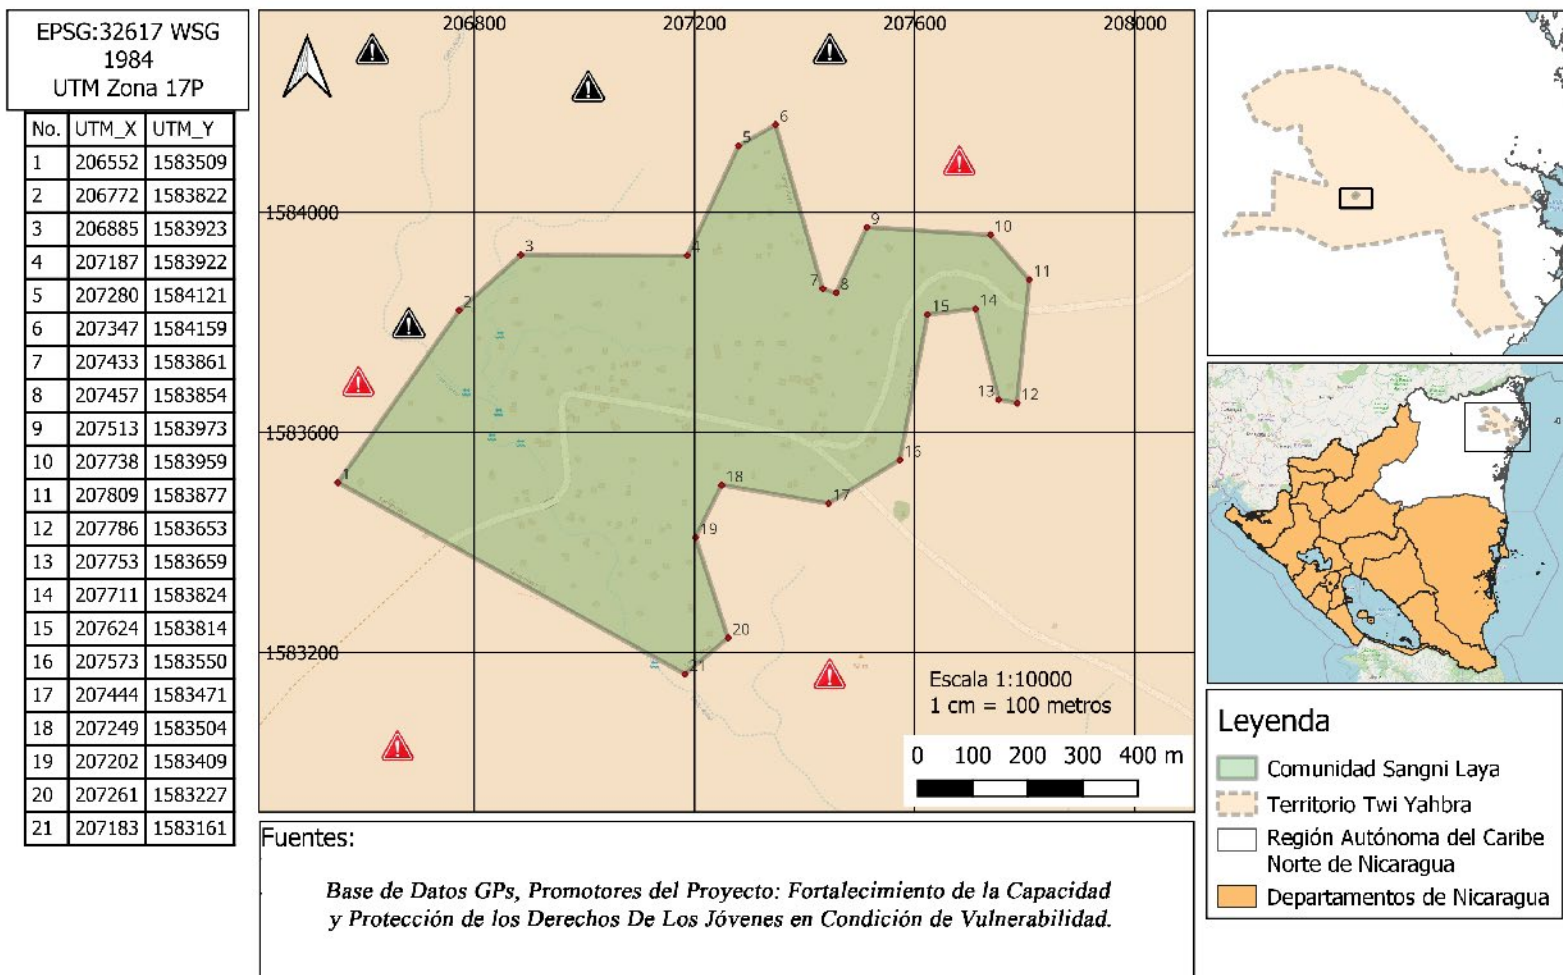 EPSG:32617 WSG
1984
UTM Zona 17P
No. UTM_X UTM_Y
1 206552 1583509
2 206772 1583822
3 206885 1583923
4 207187 1583922
5 207280 1584121
6 207347 1584159
7 207433 1583861
8 207457 1583854
9 207513 1583973
10 207738 1583959
11 207809 1583877
12 207786 1583653
13 207753 1583659
14 207711 1583824
15 207624 1583814
16 207573 1583550
17 207444 1583471
18 207249 1583504
19 207202 1583409
20 207261 1583227
21 207183 1583161
206800 207200 207600 208000
6
5
1584000
9
10
3
4
11
7 8
2
15 14
13 12
1583600
16
1
18
17
19
20
1583200
21
Escala 1:10000
1 cm = 100 metros
0 100 200 300 400 m
Fuentes:
Base de Datos GPs, Promotores del Proyecto: Fortalecimiento de la Capacidad
y Protección de los Derechos De Los Jóvenes en Condición de Vulnerabilidad.
Leyenda
Comunidad Sangni Laya
Territorio Twi Yahbra
Región Autónoma del Caribe
Norte de Nicaragua
Departamentos de Nicaragua